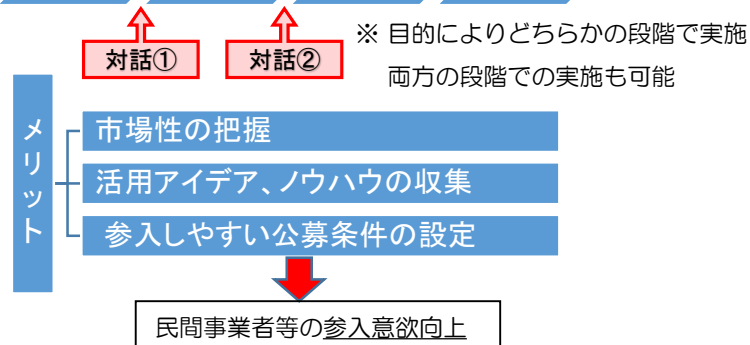 対話①
対話②
※ 目的によりどちらかの段階で実施
両方の段階での実施も可能
メリット
市場性の把握
活用アイデア、ノウハウの収集
参入しやすい公募条件の設定
民間事業者等の参入意欲向上